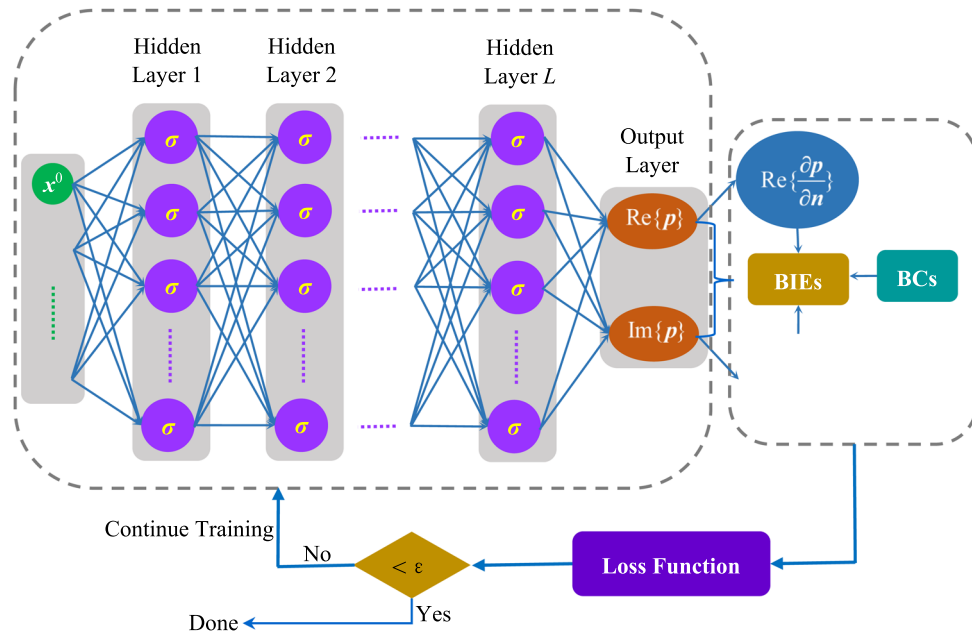 Hidden
Layer 1
Hidden
Layer 2
Hidden
Layer L
Output
Layer
x⁰
σ
σ
σ
σ
σ
σ
σ
σ
σ
σ
σ
σ
Re{p}
Im{p}
Re{∂p/∂n}
BIEs
BCs
Continue Training
No
< ε
Loss Function
Yes
Done